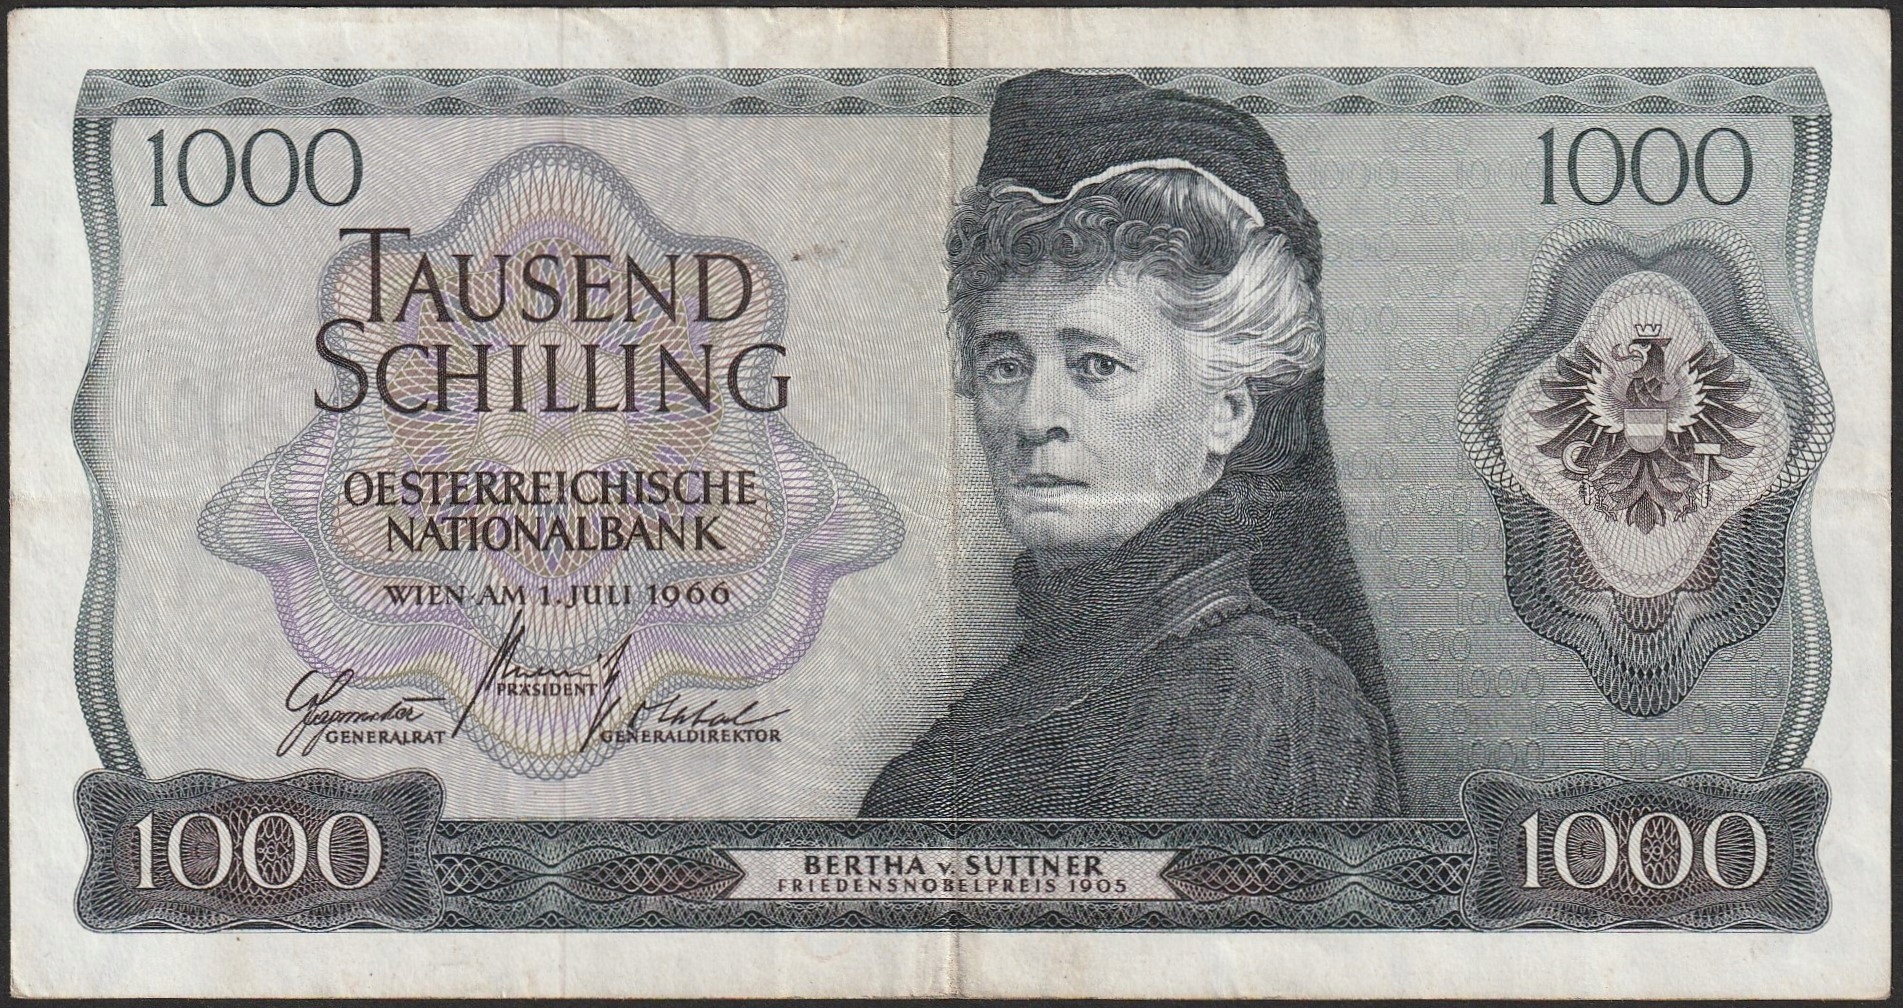 1000
1000
TAUSEND
SCHILLING
OESTERREICHISCHE
NATIONALBANK
WIEN AM 1. JULI 1966
PRÄSIDENT
GENERALRAT
GENERALDIREKTOR
1000
BERTHA v. SUTTNER
FRIEDENSNOBELPREIS 1905
1000